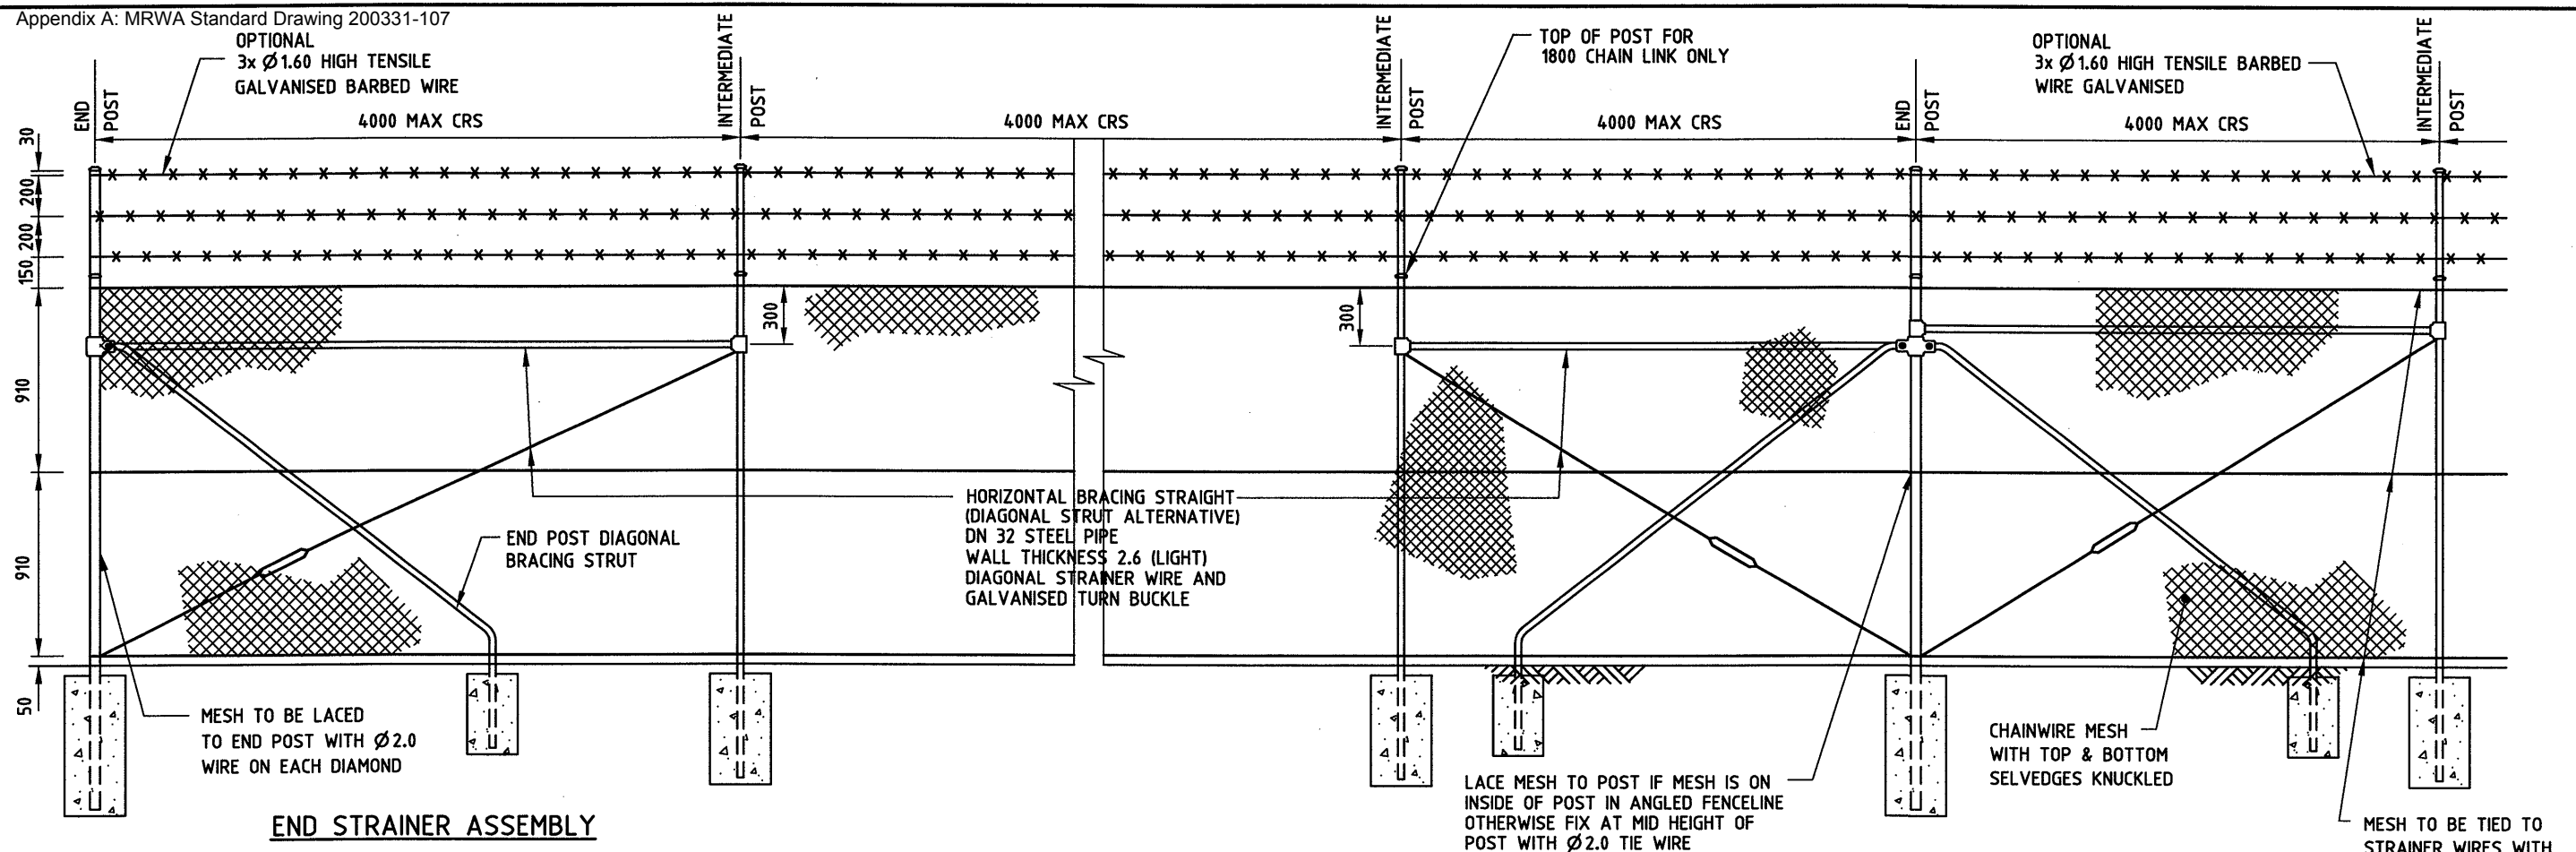 Appendix A: MRWA Standard Drawing 200331-107
OPTIONAL
3x Ø1.60 HIGH TENSILE
GALVANISED BARBED WIRE
END
POST
INTERMEDIATE
POST
4000 MAX CRS
4000 MAX CRS
INTERMEDIATE
POST
TOP OF POST FOR
1800 CHAIN LINK ONLY
4000 MAX CRS
END
POST
OPTIONAL
3x Ø1.60 HIGH TENSILE BARBED
WIRE GALVANISED
4000 MAX CRS
INTERMEDIATE
POST
30
200
200
150
910
910
50
300
300
HORIZONTAL BRACING STRAIGHT
(DIAGONAL STRUT ALTERNATIVE)
DN 32 STEEL PIPE
WALL THICKNESS 2.6 (LIGHT)
DIAGONAL STRAINER WIRE AND
GALVANISED TURN BUCKLE
END POST DIAGONAL
BRACING STRUT
MESH TO BE LACED
TO END POST WITH Ø2.0
WIRE ON EACH DIAMOND
LACE MESH TO POST IF MESH IS ON
INSIDE OF POST IN ANGLED FENCELINE
OTHERWISE FIX AT MID HEIGHT OF
POST WITH Ø2.0 TIE WIRE
CHAINWIRE MESH
WITH TOP & BOTTOM
SELVEDGES KNUCKLED
MESH TO BE TIED TO
STRAINER WIRES WITH
END STRAINER ASSEMBLY